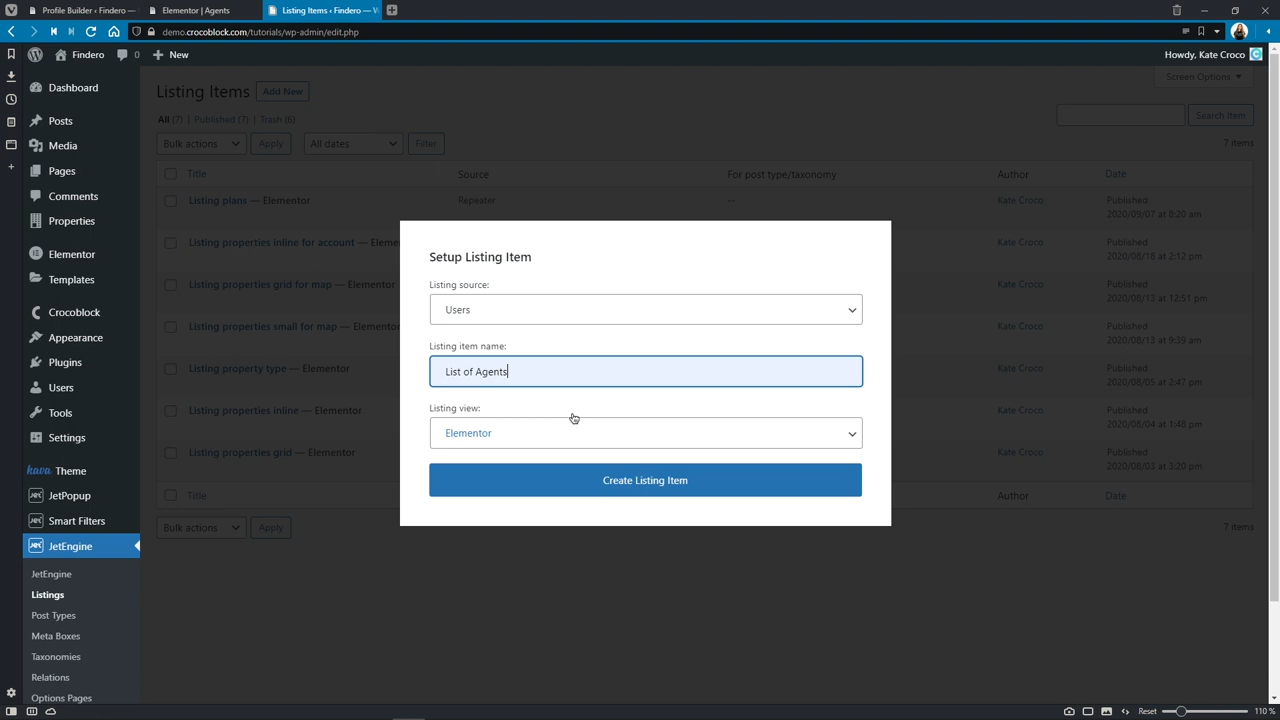 Profile Builder ‹ Findero —
Elementor | Agents
Listing Items ‹ Findero — W
demo.crocoblock.com/tutorials/wp-admin/edit.php
Findero
0
New
Howdy, Kate Croco
Dashboard
Posts
Media
Pages
Comments
Properties
Elementor
Templates
Crocoblock
Appearance
Plugins
Users
Tools
Settings
kava Theme
JetPopup
Smart Filters
JetEngine
JetEngine
Listings
Post Types
Meta Boxes
Taxonomies
Relations
Options Pages
Screen Options
Listing Items
Add New
All (7) | Published (7) | Trash (6)
Search Item
Bulk actions
Apply
All dates
Filter
7 items
Title
Source
For post type/taxonomy
Author
Date
Listing plans — Elementor
Repeater
--
Kate Croco
Published
2020/09/07 at 8:20 am
Listing properties inline for account — Eleme
Kate Croco
Published
2020/08/18 at 2:12 pm
Listing properties grid for map — Elementor
Kate Croco
Published
2020/08/13 at 12:51 pm
Listing properties small for map — Elemento
Kate Croco
Published
2020/08/13 at 9:39 am
Listing property type — Elementor
Kate Croco
Published
2020/08/05 at 2:47 pm
Listing properties inline — Elementor
Kate Croco
Published
2020/08/04 at 1:48 pm
Listing properties grid — Elementor
Kate Croco
Published
2020/08/03 at 3:20 pm
Title
Author
Date
Bulk actions
Apply
7 items
Setup Listing Item
Listing source:
Users
Listing item name:
List of Agents
Listing view:
Elementor
Create Listing Item
Reset
110 %